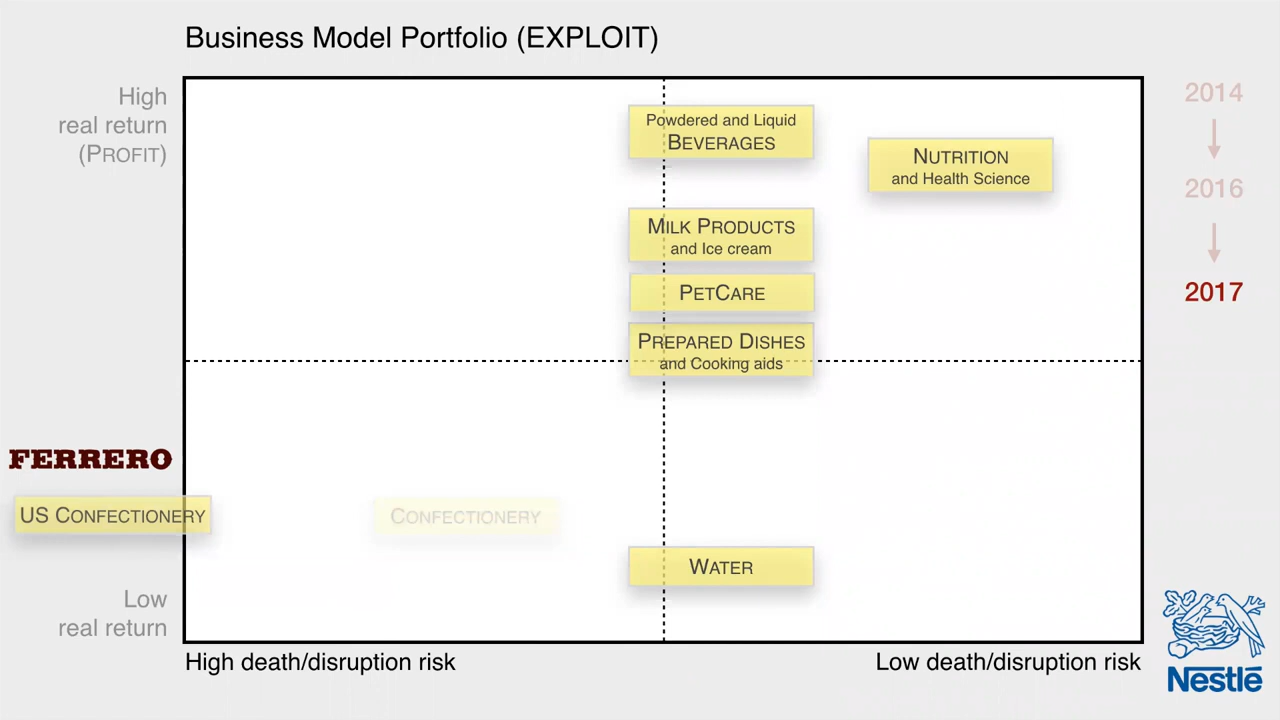 Business Model Portfolio (EXPLOIT)
High
real return
(PROFIT)
Powdered and Liquid
BEVERAGES
NUTRITION
and Health Science
2014
2016
2017
MILK PRODUCTS
and Ice cream
PETCARE
PREPARED DISHES
and Cooking aids
FERRERO
US CONFECTIONERY
CONFECTIONERY
WATER
Low
real return
High death/disruption risk
Low death/disruption risk
Nestlé